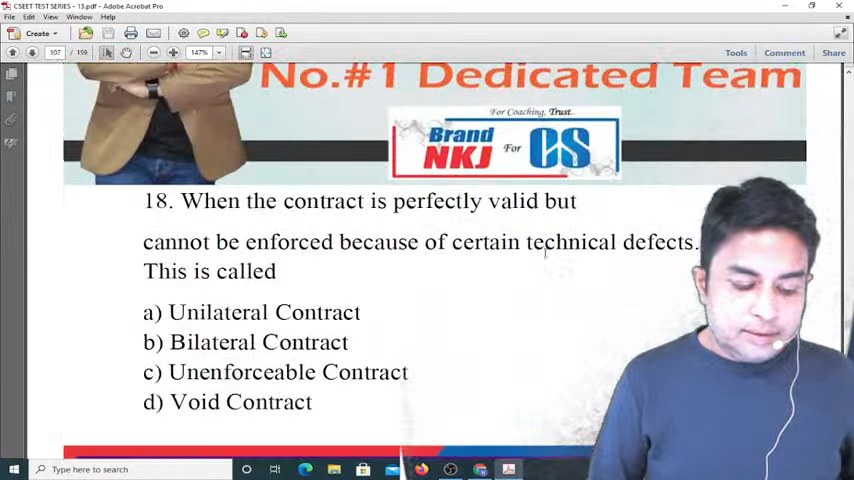 CSEET TEST SERIES - 13.pdf - Adobe Acrobat Pro
File Edit View Window Help
Create
107 / 159 147% Tools Comment Share
No.#1 Dedicated Team
For Coaching, Trust..
Brand NKJ For CS
18. When the contract is perfectly valid but
cannot be enforced because of certain technical defects.
This is called
a) Unilateral Contract
b) Bilateral Contract
c) Unenforceable Contract
d) Void Contract
Type here to search